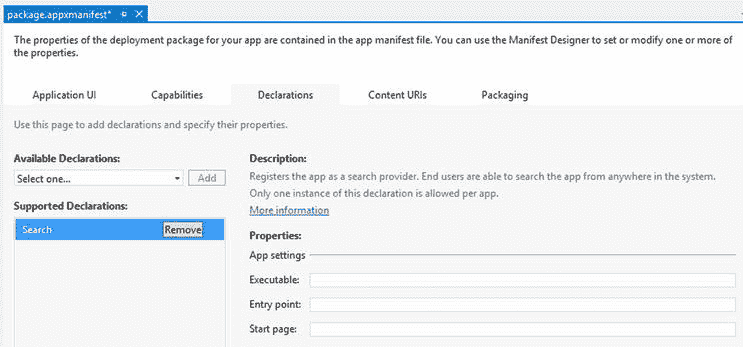 package.appxmanifest*
The properties of the deployment package for your app are contained in the app manifest file. You can use the Manifest Designer to set or modify one or more of
the properties.
Application UI Capabilities Declarations Content URIs Packaging
Use this page to add declarations and specify their properties.
Available Declarations:
Select one... Add
Supported Declarations:
Search Remove
Description:
Registers the app as a search provider. End users are able to search the app from anywhere in the system.
Only one instance of this declaration is allowed per app.
More information
Properties:
App settings
Executable:
Entry point:
Start page: